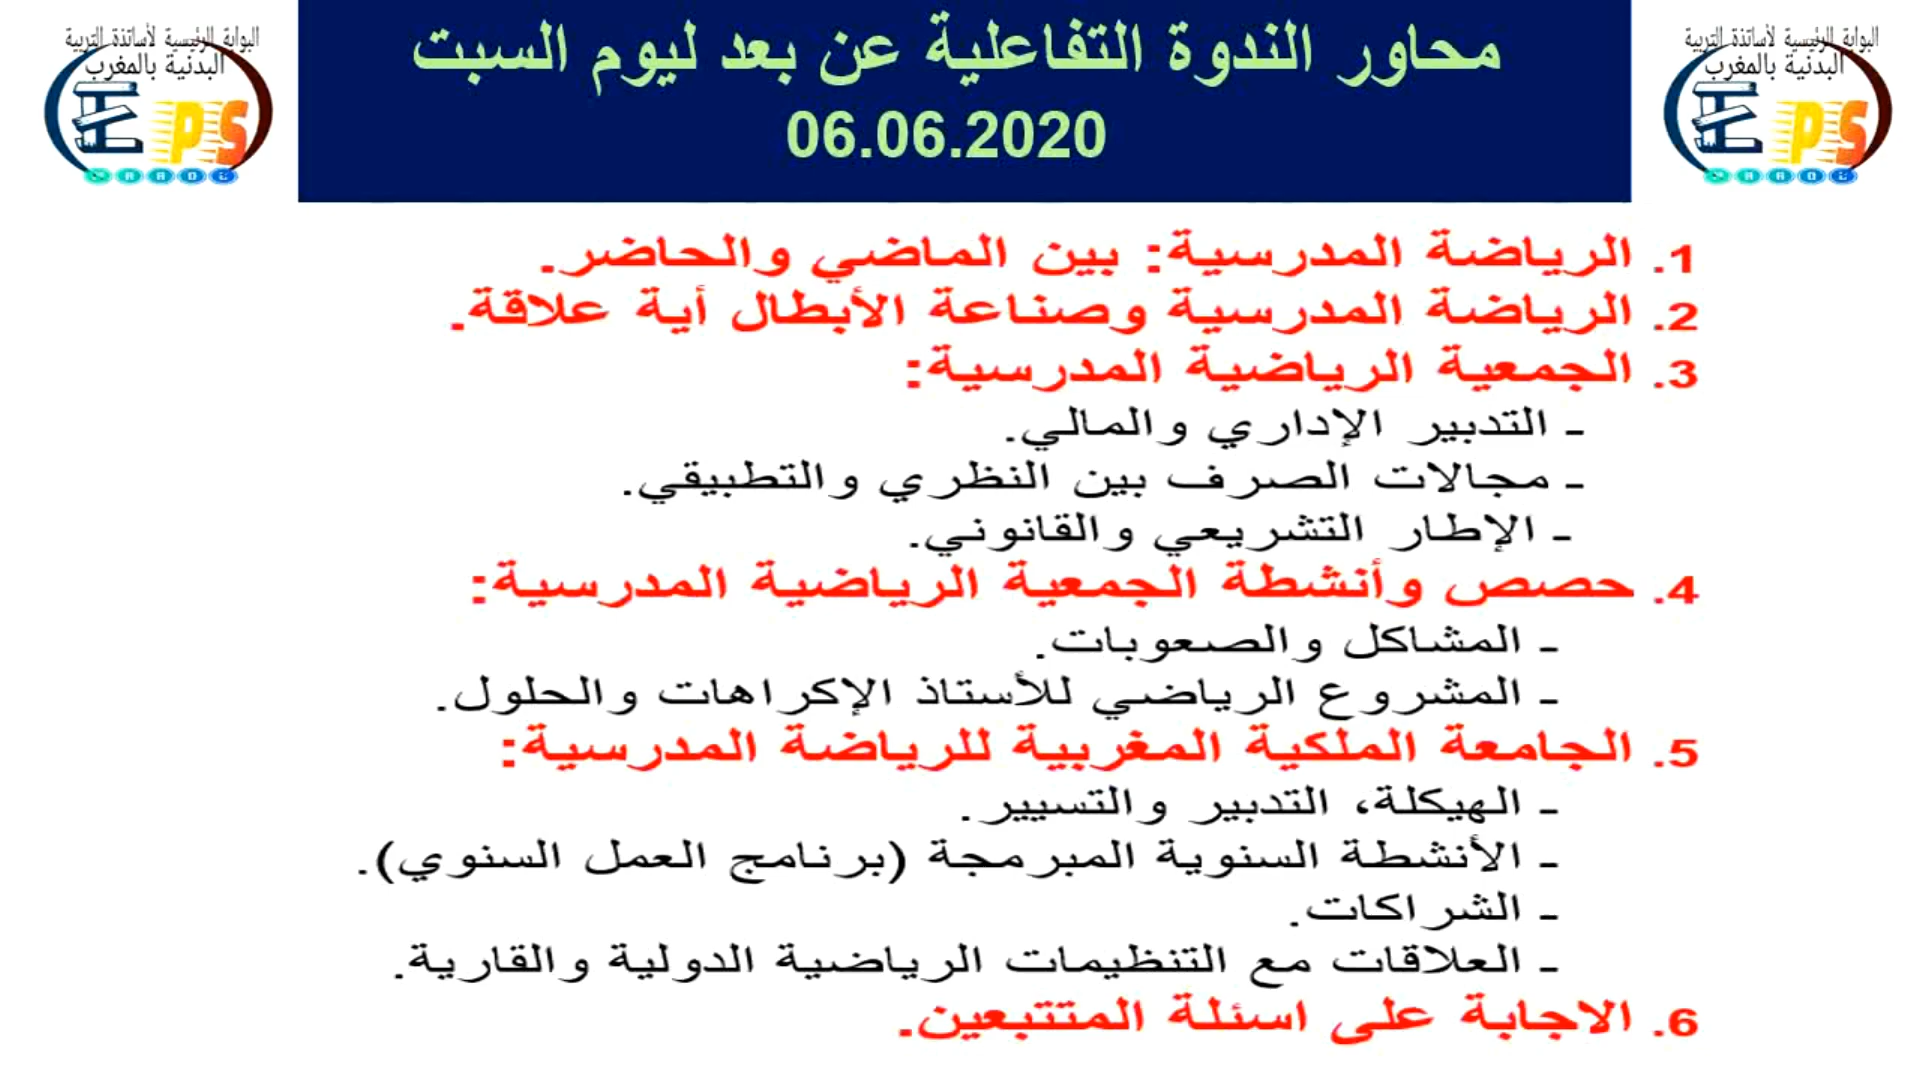 البوابة الرئيسية لأساتذة التربية
البدنية بالمغرب
EPS
MAROC
محاور الندوة التفاعلية عن بعد ليوم السبت
06.06.2020
البوابة الرئيسية لأساتذة التربية
البدنية بالمغرب
EPS
MAROC
1. الرياضة المدرسية: بين الماضي والحاضر.
2. الرياضة المدرسية وصناعة الأبطال أية علاقة.
3. الجمعية الرياضية المدرسية:
- التدبير الإداري والمالي.
- مجالات الصرف بين النظري والتطبيقي.
- الإطار التشريعي والقانوني.
4. حصص وأنشطة الجمعية الرياضية المدرسية:
- المشاكل والصعوبات.
- المشروع الرياضي للأستاذ الإكراهات والحلول.
5. الجامعة الملكية المغربية للرياضة المدرسية:
- الهيكلة، التدبير والتسيير.
- الأنشطة السنوية المبرمجة (برنامج العمل السنوي).
- الشراكات.
- العلاقات مع التنظيمات الرياضية الدولية والقارية.
6. الاجابة على اسئلة المتتبعين.